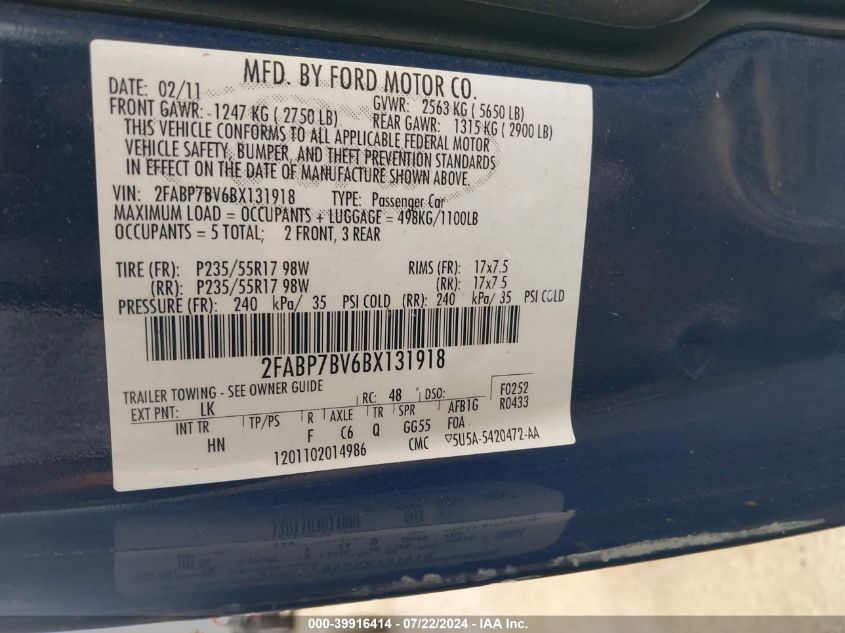 MFD. BY FORD MOTOR CO.
DATE: 02/11 GVWR: 2563 KG ( 5650 LB)
FRONT GAWR: 1247 KG ( 2750 LB) REAR GAWR: 1315 KG ( 2900 LB)
THIS VEHICLE CONFORMS TO ALL APPLICABLE FEDERAL MOTOR
VEHICLE SAFETY, BUMPER, AND THEFT PREVENTION STANDARDS
IN EFFECT ON THE DATE OF MANUFACTURE SHOWN ABOVE.
VIN: 2FABP7BV6BX131918 TYPE: Passenger Car
MAXIMUM LOAD = OCCUPANTS + LUGGAGE = 498KG/1100LB
OCCUPANTS = 5 TOTAL; 2 FRONT, 3 REAR
TIRE (FR): P235/55R17 98W RIMS (FR): 17x7.5
(RR): P235/55R17 98W (RR): 17x7.5
PRESSURE (FR): 240 kPa/ 35 PSI COLD (RR): 240 kPa/ 35 PSI COLD
2FABP7BV6BX131918
TRAILER TOWING - SEE OWNER GUIDE
EXT PNT: LK RC: 48 DSO: F0252
R0433
INT TR TP/PS R AXLE TR SPR AFB1G
HN F C6 Q GG55 FOA
1201102014986 CMC ▽5U5A-5420472-AA
000-39916414 - 07/22/2024 - IAA Inc.